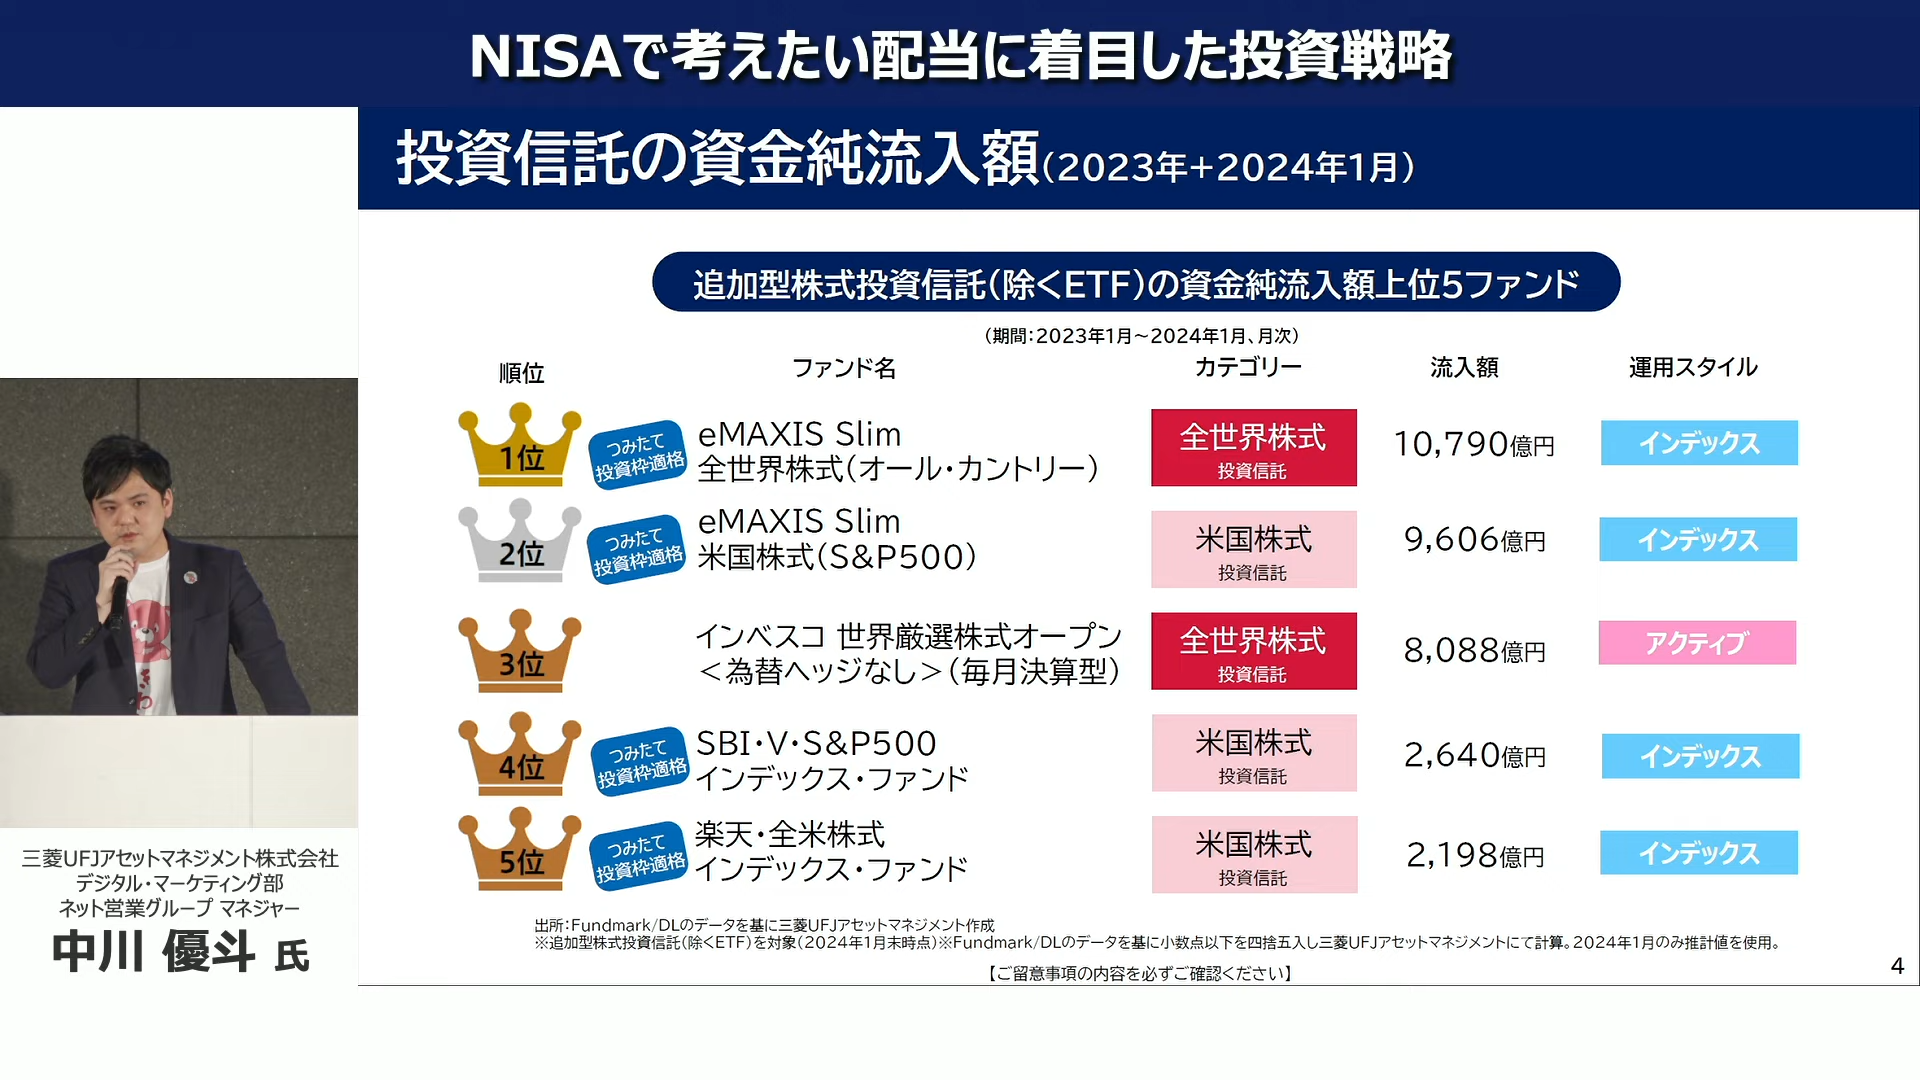 NISAで考えたい配当に着目した投資戦略
投資信託の資金純流入額(2023年+2024年1月)
追加型株式投資信託(除くETF)の資金純流入額上位5ファンド
(期間:2023年1月~2024年1月、月次)
順位 ファンド名 カテゴリー 流入額 運用スタイル
1位
つみたて
投資枠適格
eMAXIS Slim
全世界株式(オール・カントリー)
全世界株式
投資信託
10,790億円
インデックス
2位
つみたて
投資枠適格
eMAXIS Slim
米国株式(S&P500)
米国株式
投資信託
9,606億円
インデックス
3位
インベスコ 世界厳選株式オープン
<為替ヘッジなし>(毎月決算型)
全世界株式
投資信託
8,088億円
アクティブ
4位
つみたて
投資枠適格
SBI・V・S&P500
インデックス・ファンド
米国株式
投資信託
2,640億円
インデックス
5位
つみたて
投資枠適格
楽天・全米株式
インデックス・ファンド
米国株式
投資信託
2,198億円
インデックス
出所:Fundmark/DLのデータを基に三菱UFJアセットマネジメント作成
※追加型株式投資信託(除くETF)を対象(2024年1月末時点)※Fundmark/DLのデータを基に小数点以下を四捨五入し三菱UFJアセットマネジメントにて計算。2024年1月のみ推計値を使用。
【ご留意事項の内容を必ずご確認ください】
4
三菱UFJアセットマネジメント株式会社
デジタル・マーケティング部
ネット営業グループ マネジャー
中川 優斗 氏